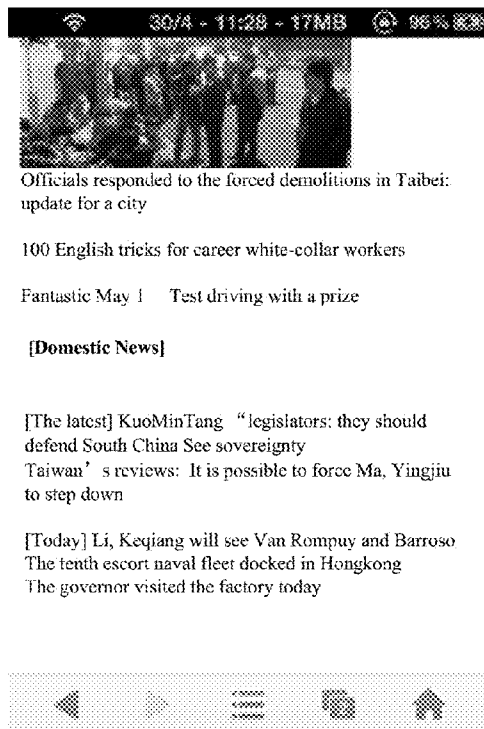 30/4 - 11:28 - 17MB 96%
Officials responded to the forced demolitions in Taibei:
update for a city
100 English tricks for career white-collar workers
Fantastic May 1 Test driving with a prize
[Domestic News]
[The latest] KuoMinTang “legislators: they should
defend South China See sovereignty
Taiwan’s reviews: It is possible to force Ma, Yingjiu
to step down
[Today] Li, Keqiang will see Van Rompuy and Barroso
The tenth escort naval fleet docked in Hongkong
The governor visited the factory today